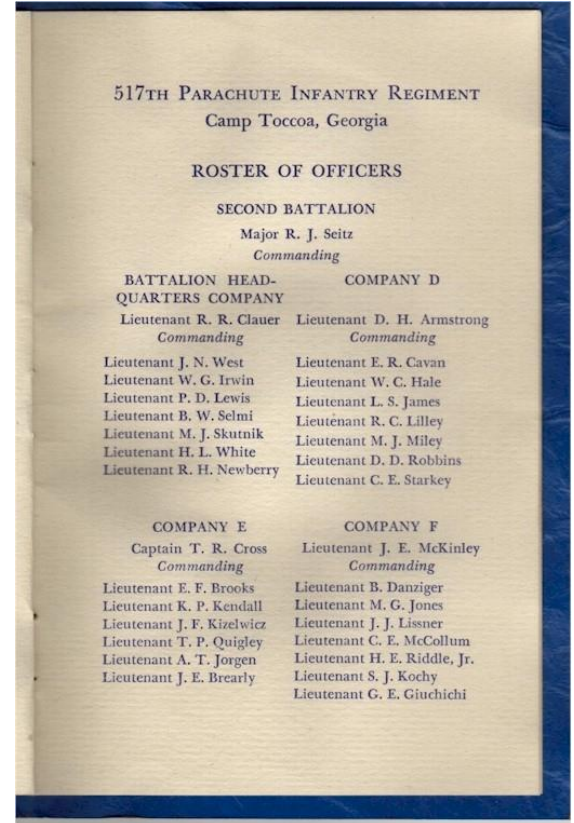 517TH PARACHUTE INFANTRY REGIMENT
Camp Toccoa, Georgia
ROSTER OF OFFICERS
SECOND BATTALION
Major R. J. Seitz
Commanding
BATTALION HEAD-
QUARTERS COMPANY
Lieutenant R. R. Clauer
Commanding
Lieutenant J. N. West
Lieutenant W. G. Irwin
Lieutenant P. D. Lewis
Lieutenant B. W. Selmi
Lieutenant M. J. Skutnik
Lieutenant H. L. White
Lieutenant R. H. Newberry
COMPANY D
Lieutenant D. H. Armstrong
Commanding
Lieutenant E. R. Cavan
Lieutenant W. C. Hale
Lieutenant L. S. James
Lieutenant R. C. Lilley
Lieutenant M. J. Miley
Lieutenant D. D. Robbins
Lieutenant C. E. Starkey
COMPANY E
Captain T. R. Cross
Commanding
Lieutenant E. F. Brooks
Lieutenant K. P. Kendall
Lieutenant J. F. Kizelwicz
Lieutenant T. P. Quigley
Lieutenant A. T. Jorgen
Lieutenant J. E. Brearly
COMPANY F
Lieutenant J. E. McKinley
Commanding
Lieutenant B. Danziger
Lieutenant M. G. Jones
Lieutenant J. J. Lissner
Lieutenant C. E. McCollum
Lieutenant H. E. Riddle, Jr.
Lieutenant S. J. Kochy
Lieutenant G. E. Giuchichi